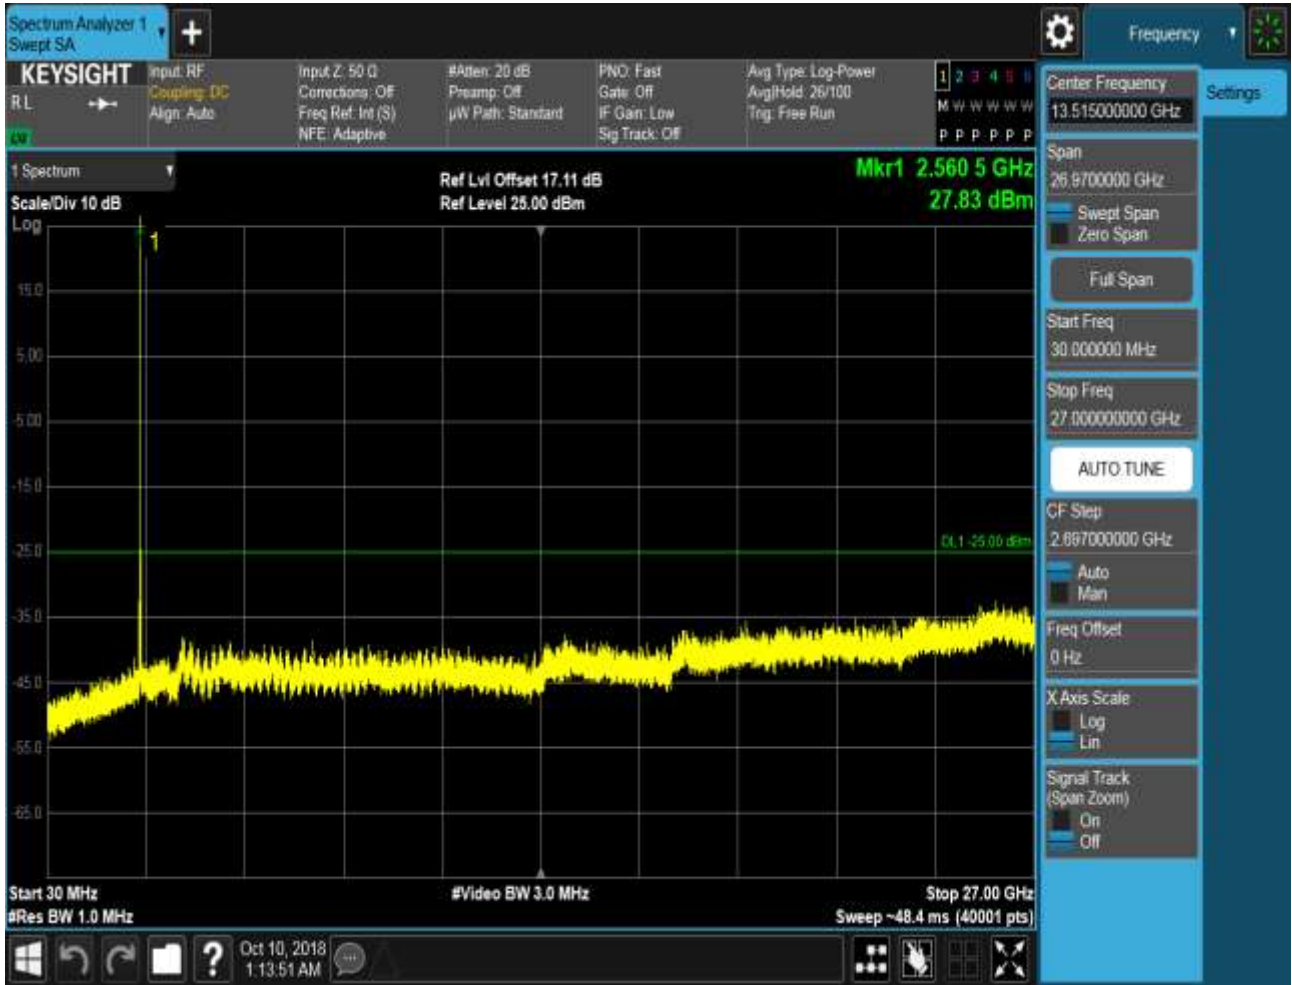 Spectrum Analyzer 1
Swept SA
Frequency
KEYSIGHT
R L
Input: RF
Coupling: DC
Align: Auto
Input Z: 50 Ω
Corrections: Off
Freq Ref: Int (S)
NFE: Adaptive
#Atten: 20 dB
Preamp: Off
µW Path: Standard
PNO: Fast
Gate: Off
IF Gain: Low
Sig Track: Off
Avg Type: Log-Power
Avg|Hold: 26/100
Trig: Free Run
1 2 3 4 5 6
M W W W W W
P P P P P P
1 Spectrum
Scale/Div 10 dB
Log
Ref Lvl Offset 17.11 dB
Ref Level 25.00 dBm
Mkr1 2.560 5 GHz
27.83 dBm
1
15.0
5.00
-5.00
-15.0
-25.0
-35.0
-45.0
-55.0
-65.0
DL1 -25.00 dBm
Start 30 MHz
#Res BW 1.0 MHz
#Video BW 3.0 MHz
Stop 27.00 GHz
Sweep ~48.4 ms (40001 pts)
Center Frequency
13.515000000 GHz
Settings
Span
26.9700000 GHz
Swept Span
Zero Span
Full Span
Start Freq
30.000000 MHz
Stop Freq
27.000000000 GHz
AUTO TUNE
CF Step
2.697000000 GHz
Auto
Man
Freq Offset
0 Hz
X Axis Scale
Log
Lin
Signal Track
(Span Zoom)
On
Off
?
Oct 10, 2018
1:13:51 AM